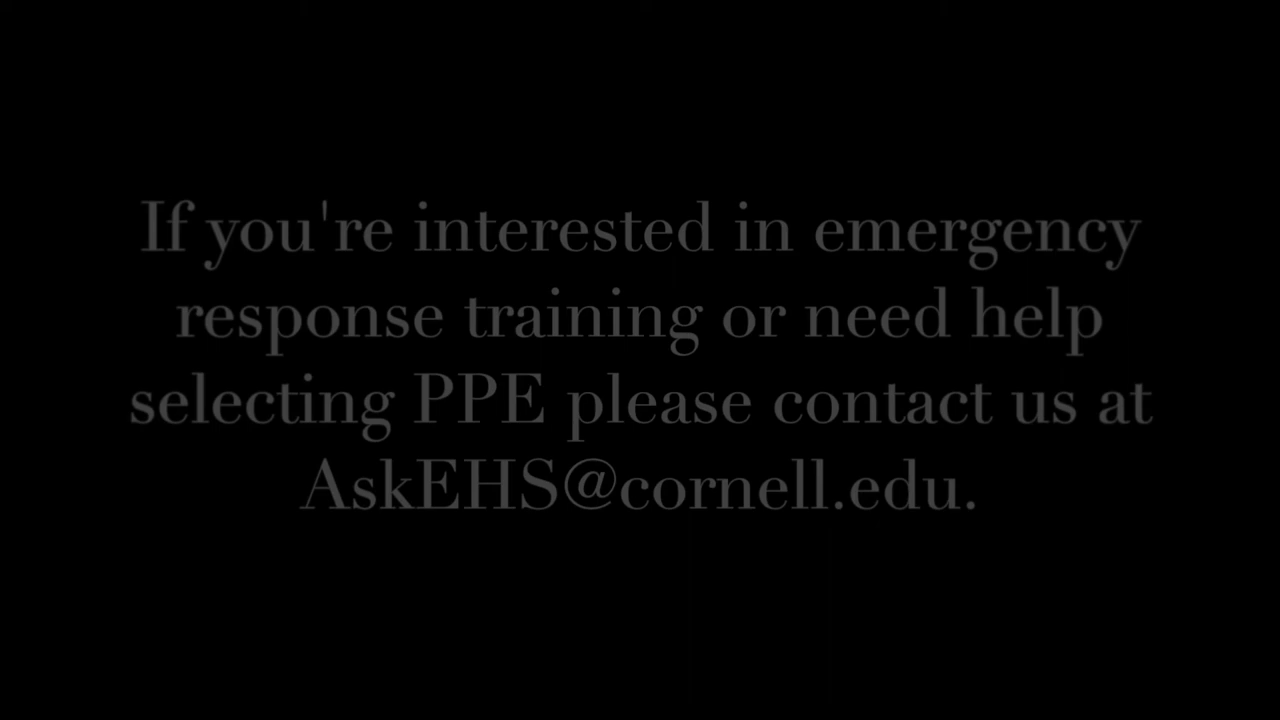 If you're interested in emergency
response training or need help
selecting PPE please contact us at
AskEHS@cornell.edu.